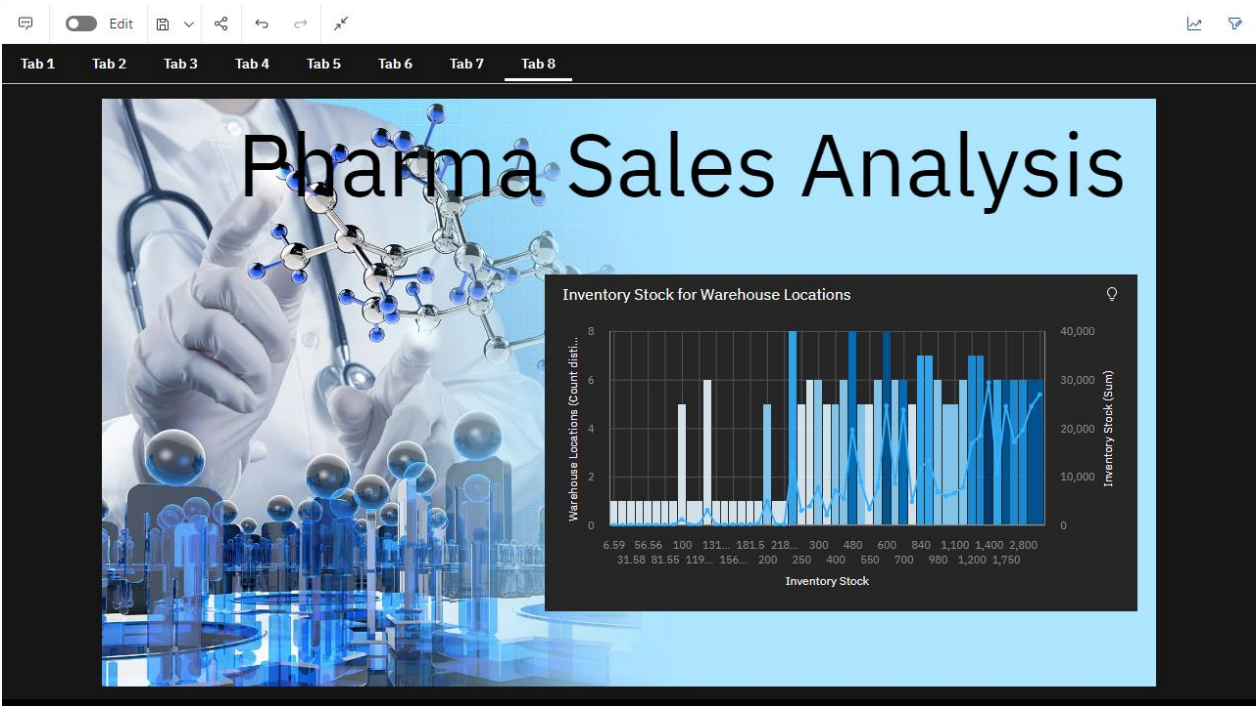 Edit
Tab 1 Tab 2 Tab 3 Tab 4 Tab 5 Tab 6 Tab 7 Tab 8
Pharma Sales Analysis
Inventory Stock for Warehouse Locations
Warehouse Locations (Count disti...
8
6
4
2
0
40,000
30,000
20,000
10,000
0
Inventory Stock (Sum)
6.59 56.56 100 131... 181.5 218... 300 480 600 840 1,100 1,400 2,800
31.58 81.55 119... 156... 200 250 400 550 700 980 1,200 1,750
Inventory Stock